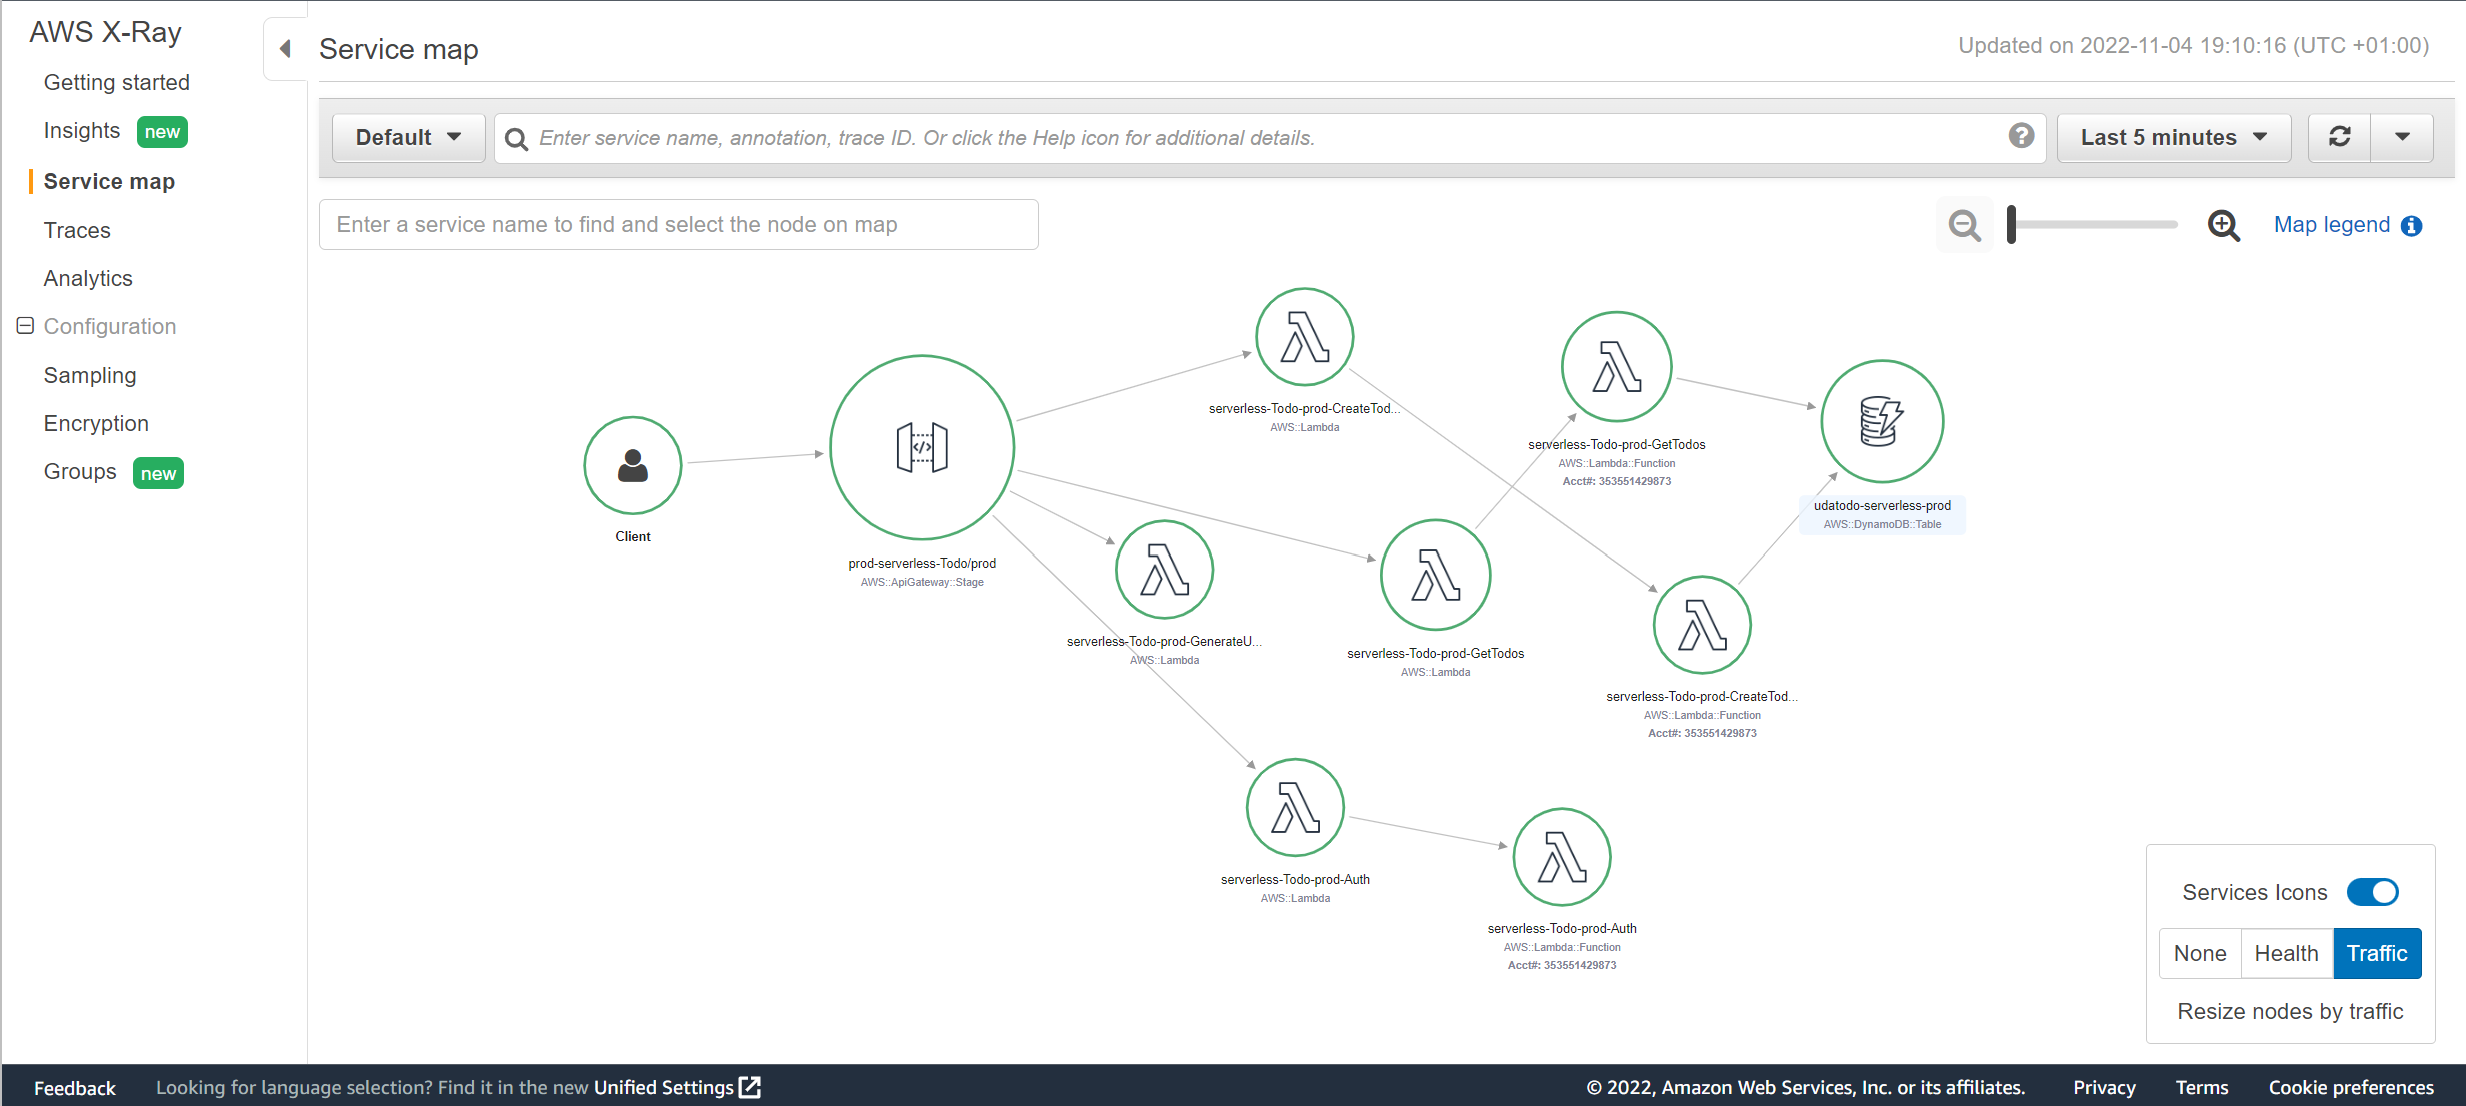 AWS X-Ray
Getting started
Insights new
Service map
Traces
Analytics
Configuration
Sampling
Encryption
Groups new
Service map
Updated on 2022-11-04 19:10:16 (UTC +01:00)
Default
Enter service name, annotation, trace ID. Or click the Help icon for additional details.
Last 5 minutes
Enter a service name to find and select the node on map
Map legend
Client
prod-serverless-Todo/prod
AWS::ApiGateway::Stage
serverless-Todo-prod-CreateTod...
AWS::Lambda
serverless-Todo-prod-GenerateU...
AWS::Lambda
serverless-Todo-prod-GetTodos
AWS::Lambda
serverless-Todo-prod-GetTodos
AWS::Lambda::Function
Acct#: 353551429873
udatodo-serverless-prod
AWS::DynamoDB::Table
serverless-Todo-prod-CreateTod...
AWS::Lambda::Function
Acct#: 353551429873
serverless-Todo-prod-Auth
AWS::Lambda
serverless-Todo-prod-Auth
AWS::Lambda::Function
Acct#: 353551429873
Services Icons
None Health Traffic
Resize nodes by traffic
Feedback Looking for language selection? Find it in the new Unified Settings
© 2022, Amazon Web Services, Inc. or its affiliates. Privacy Terms Cookie preferences